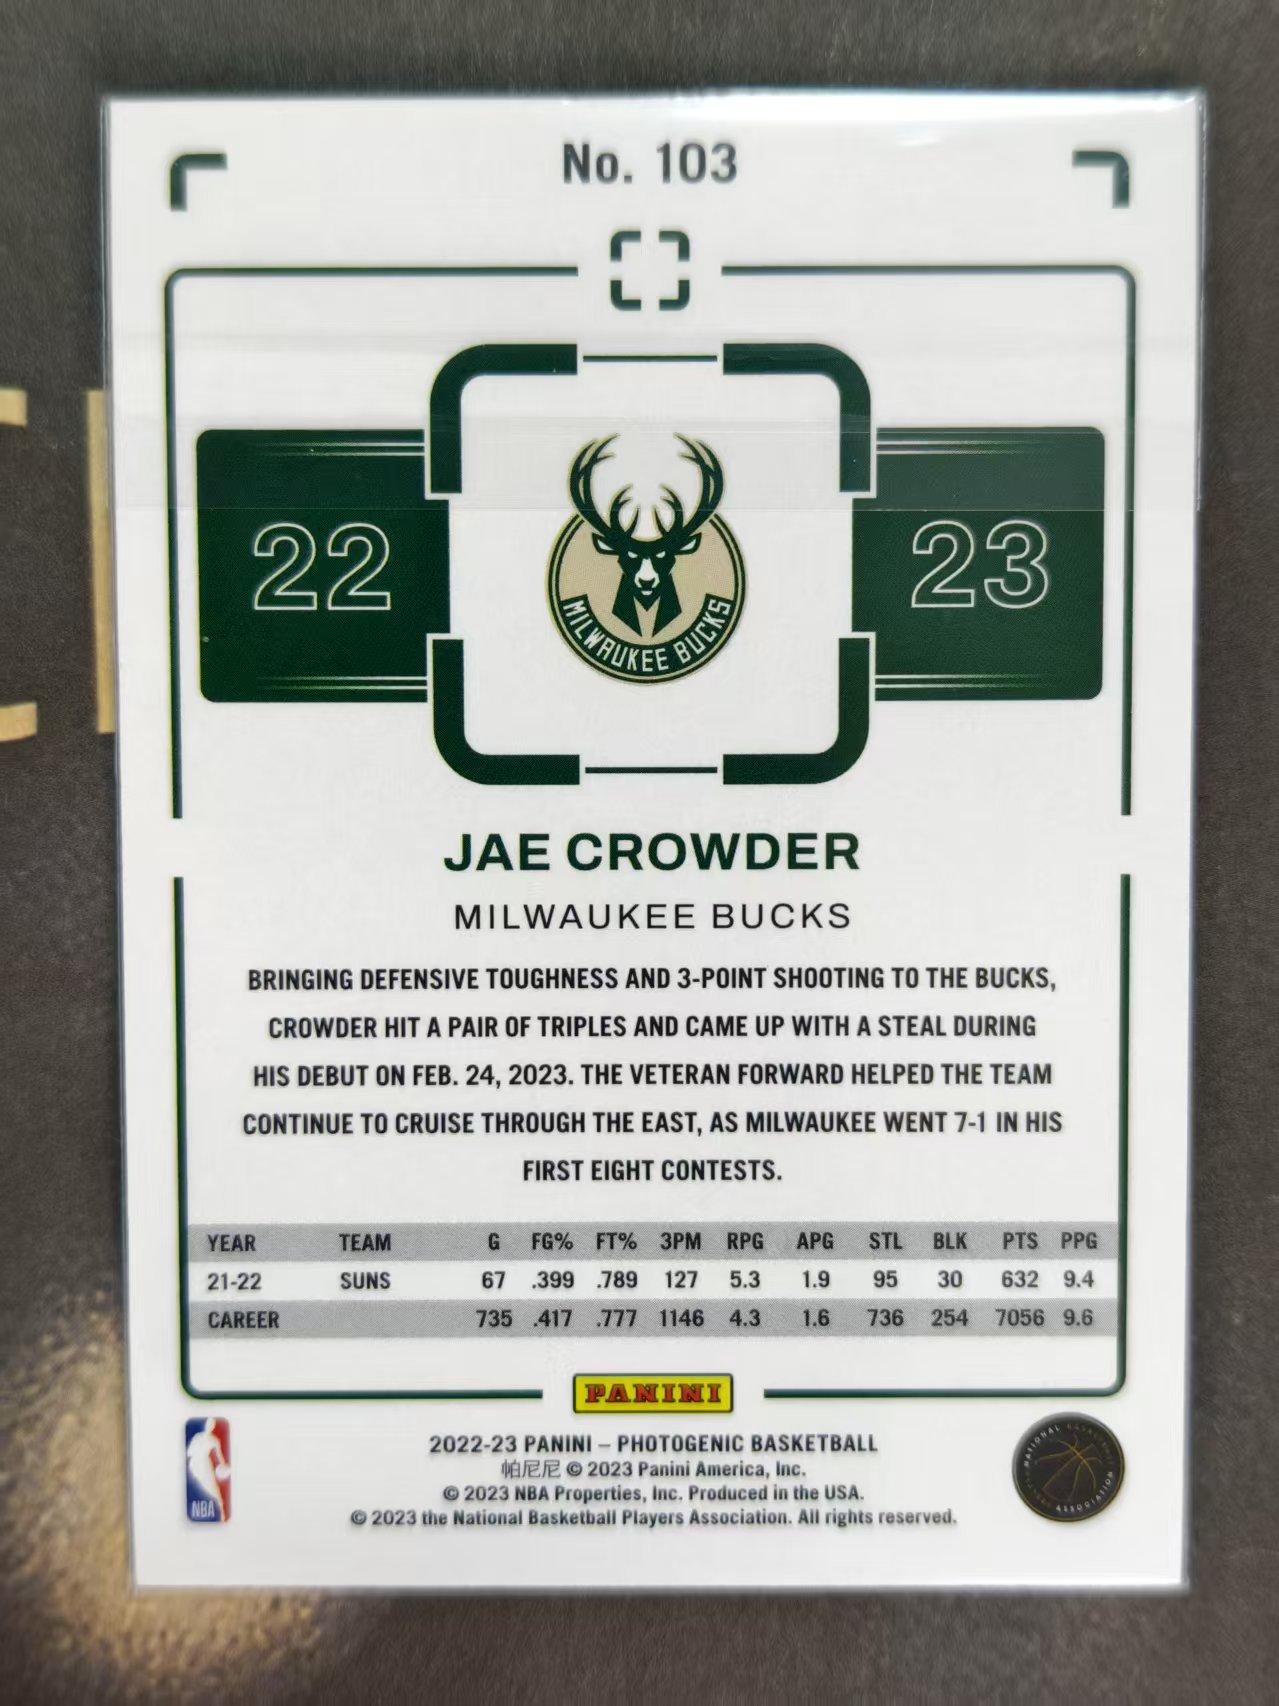 No. 103
22
23
MILWAUKEE BUCKS
JAE CROWDER
MILWAUKEE BUCKS
BRINGING DEFENSIVE TOUGHNESS AND 3-POINT SHOOTING TO THE BUCKS,
CROWDER HIT A PAIR OF TRIPLES AND CAME UP WITH A STEAL DURING
HIS DEBUT ON FEB. 24, 2023. THE VETERAN FORWARD HELPED THE TEAM
CONTINUE TO CRUISE THROUGH THE EAST, AS MILWAUKEE WENT 7-1 IN HIS
FIRST EIGHT CONTESTS.
YEAR TEAM G FG% FT% 3PM RPG APG STL BLK PTS PPG
21-22 SUNS 67 .399 .789 127 5.3 1.9 95 30 632 9.4
CAREER 735 .417 .777 1146 4.3 1.6 736 254 7056 9.6
PANINI
2022-23 PANINI – PHOTOGENIC BASKETBALL
帕尼尼 © 2023 Panini America, Inc.
© 2023 NBA Properties, Inc. Produced in the USA.
© 2023 the National Basketball Players Association. All rights reserved.
NBA
NATIONAL BASKETBALL
ASSOCIATION